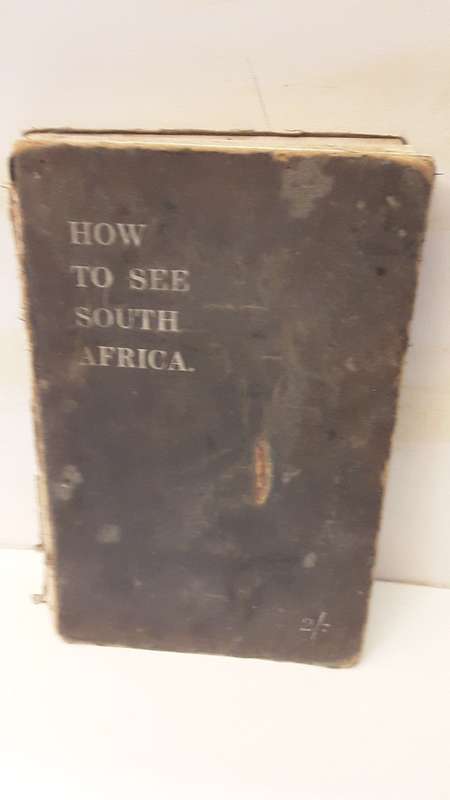 HOW
TO SEE
SOUTH
AFRICA.
2/-